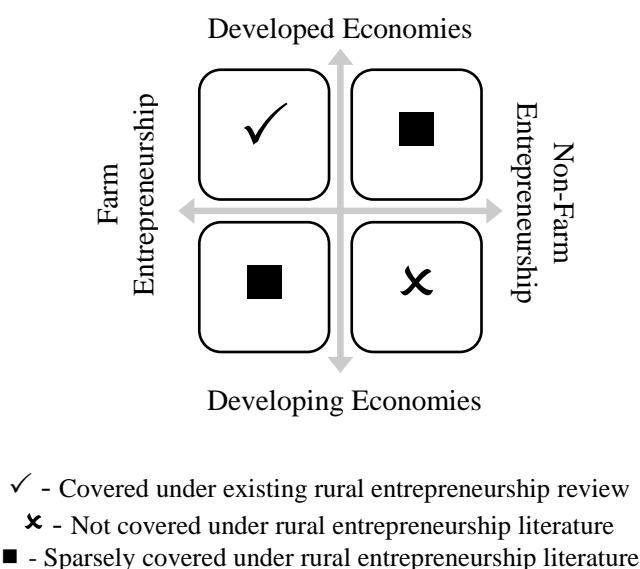 Developed Economies
Farm
Entrepreneurship
Non-Farm
Entrepreneurship
Developing Economies
✓ - Covered under existing rural entrepreneurship review
✗ - Not covered under rural entrepreneurship literature
■ - Sparsely covered under rural entrepreneurship literature